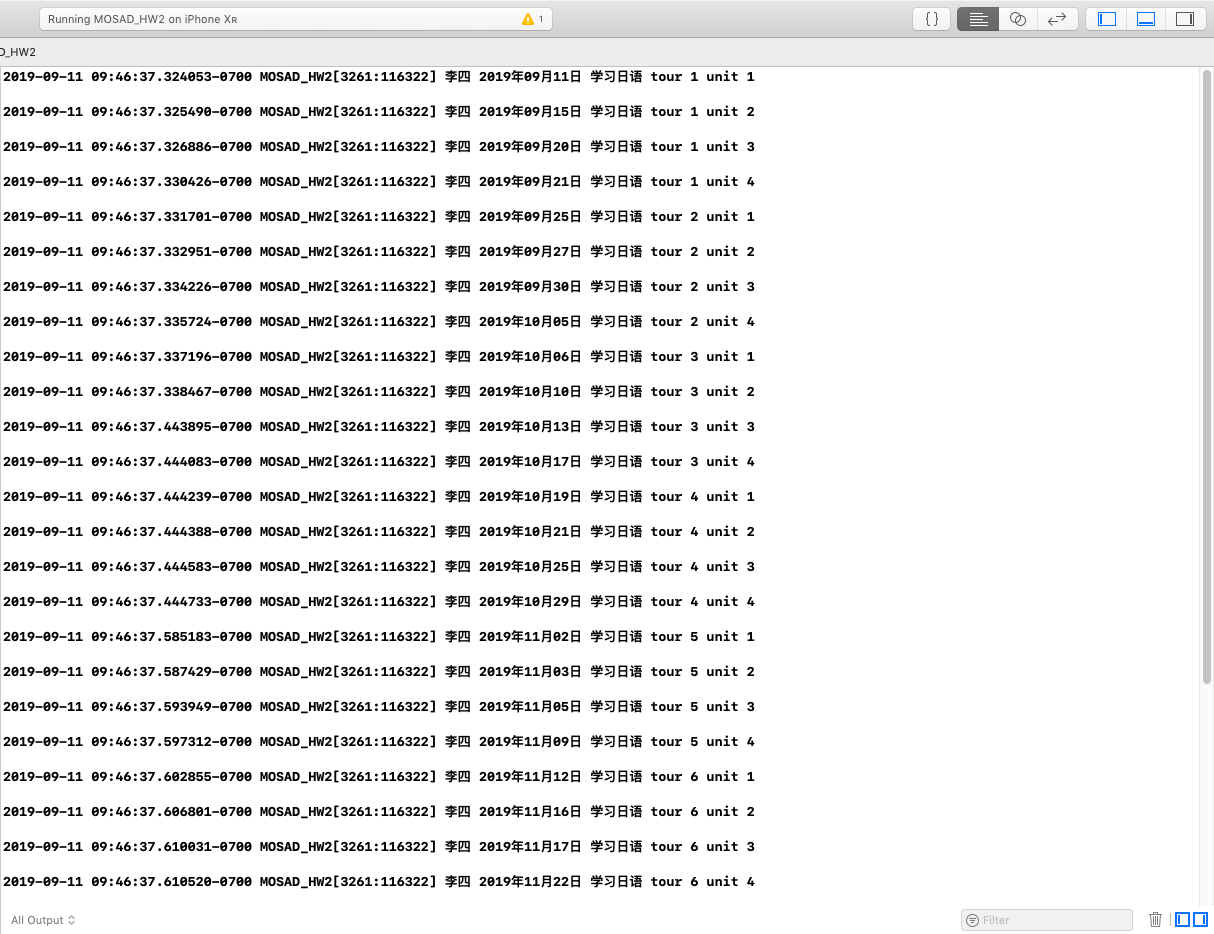 Running MOSAD_HW2 on iPhone Xʀ
1
{ }
D_HW2
2019-09-11 09:46:37.324053-0700 MOSAD_HW2[3261:116322] 李四 2019年09月11日 学习日语 tour 1 unit 1
2019-09-11 09:46:37.325490-0700 MOSAD_HW2[3261:116322] 李四 2019年09月15日 学习日语 tour 1 unit 2
2019-09-11 09:46:37.326886-0700 MOSAD_HW2[3261:116322] 李四 2019年09月20日 学习日语 tour 1 unit 3
2019-09-11 09:46:37.330426-0700 MOSAD_HW2[3261:116322] 李四 2019年09月21日 学习日语 tour 1 unit 4
2019-09-11 09:46:37.331701-0700 MOSAD_HW2[3261:116322] 李四 2019年09月25日 学习日语 tour 2 unit 1
2019-09-11 09:46:37.332951-0700 MOSAD_HW2[3261:116322] 李四 2019年09月27日 学习日语 tour 2 unit 2
2019-09-11 09:46:37.334226-0700 MOSAD_HW2[3261:116322] 李四 2019年09月30日 学习日语 tour 2 unit 3
2019-09-11 09:46:37.335724-0700 MOSAD_HW2[3261:116322] 李四 2019年10月05日 学习日语 tour 2 unit 4
2019-09-11 09:46:37.337196-0700 MOSAD_HW2[3261:116322] 李四 2019年10月06日 学习日语 tour 3 unit 1
2019-09-11 09:46:37.338467-0700 MOSAD_HW2[3261:116322] 李四 2019年10月10日 学习日语 tour 3 unit 2
2019-09-11 09:46:37.443895-0700 MOSAD_HW2[3261:116322] 李四 2019年10月13日 学习日语 tour 3 unit 3
2019-09-11 09:46:37.444083-0700 MOSAD_HW2[3261:116322] 李四 2019年10月17日 学习日语 tour 3 unit 4
2019-09-11 09:46:37.444239-0700 MOSAD_HW2[3261:116322] 李四 2019年10月19日 学习日语 tour 4 unit 1
2019-09-11 09:46:37.444388-0700 MOSAD_HW2[3261:116322] 李四 2019年10月21日 学习日语 tour 4 unit 2
2019-09-11 09:46:37.444583-0700 MOSAD_HW2[3261:116322] 李四 2019年10月25日 学习日语 tour 4 unit 3
2019-09-11 09:46:37.444733-0700 MOSAD_HW2[3261:116322] 李四 2019年10月29日 学习日语 tour 4 unit 4
2019-09-11 09:46:37.585183-0700 MOSAD_HW2[3261:116322] 李四 2019年11月02日 学习日语 tour 5 unit 1
2019-09-11 09:46:37.587429-0700 MOSAD_HW2[3261:116322] 李四 2019年11月03日 学习日语 tour 5 unit 2
2019-09-11 09:46:37.593949-0700 MOSAD_HW2[3261:116322] 李四 2019年11月05日 学习日语 tour 5 unit 3
2019-09-11 09:46:37.597312-0700 MOSAD_HW2[3261:116322] 李四 2019年11月09日 学习日语 tour 5 unit 4
2019-09-11 09:46:37.602855-0700 MOSAD_HW2[3261:116322] 李四 2019年11月12日 学习日语 tour 6 unit 1
2019-09-11 09:46:37.606801-0700 MOSAD_HW2[3261:116322] 李四 2019年11月16日 学习日语 tour 6 unit 2
2019-09-11 09:46:37.610031-0700 MOSAD_HW2[3261:116322] 李四 2019年11月17日 学习日语 tour 6 unit 3
2019-09-11 09:46:37.610520-0700 MOSAD_HW2[3261:116322] 李四 2019年11月22日 学习日语 tour 6 unit 4
All Output
Filter